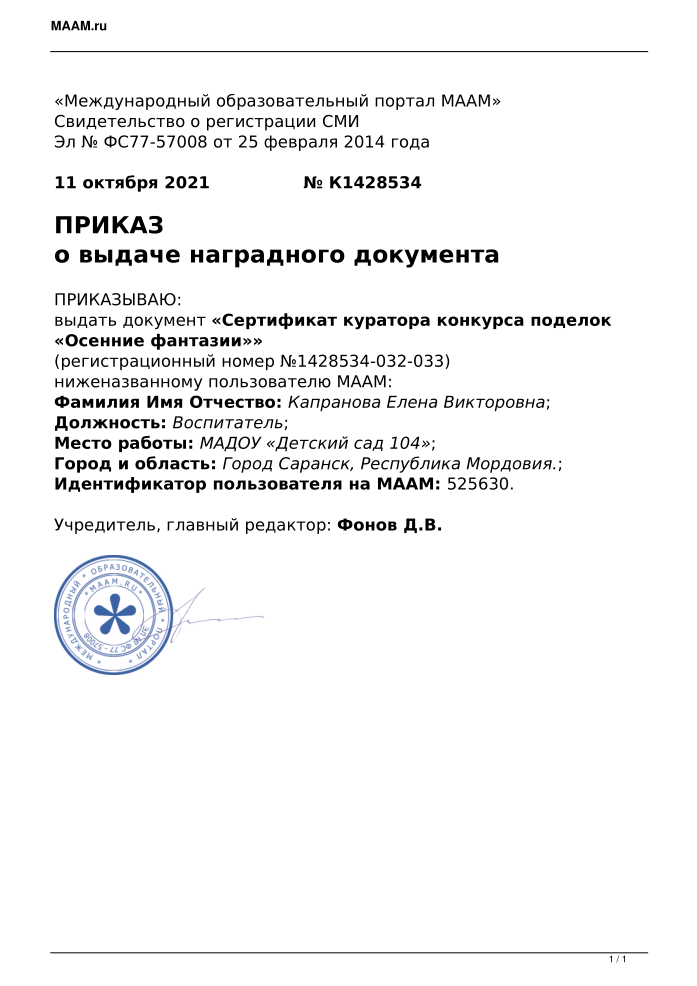 MAAM.ru
«Международный образовательный портал МААМ»
Свидетельство о регистрации СМИ
Эл № ФС77-57008 от 25 февраля 2014 года
11 октября 2021 № К1428534
ПРИКАЗ
о выдаче наградного документа
ПРИКАЗЫВАЮ:
выдать документ «Сертификат куратора конкурса поделок
«Осенние фантазии»»
(регистрационный номер №1428534-032-033)
ниженазванному пользователю МААМ:
Фамилия Имя Отчество: Капранова Елена Викторовна;
Должность: Воспитатель;
Место работы: МАДОУ «Детский сад 104»;
Город и область: Город Саранск, Республика Мордовия.;
Идентификатор пользователя на МААМ: 525630.
Учредитель, главный редактор: Фонов Д.В.
* МЕЖДУНАРОДНЫЙ * ОБРАЗОВАТЕЛЬНЫЙ * ПОРТАЛ *
* MAAM.RU *
ЭЛ № ФС 77 - 57008
1 / 1